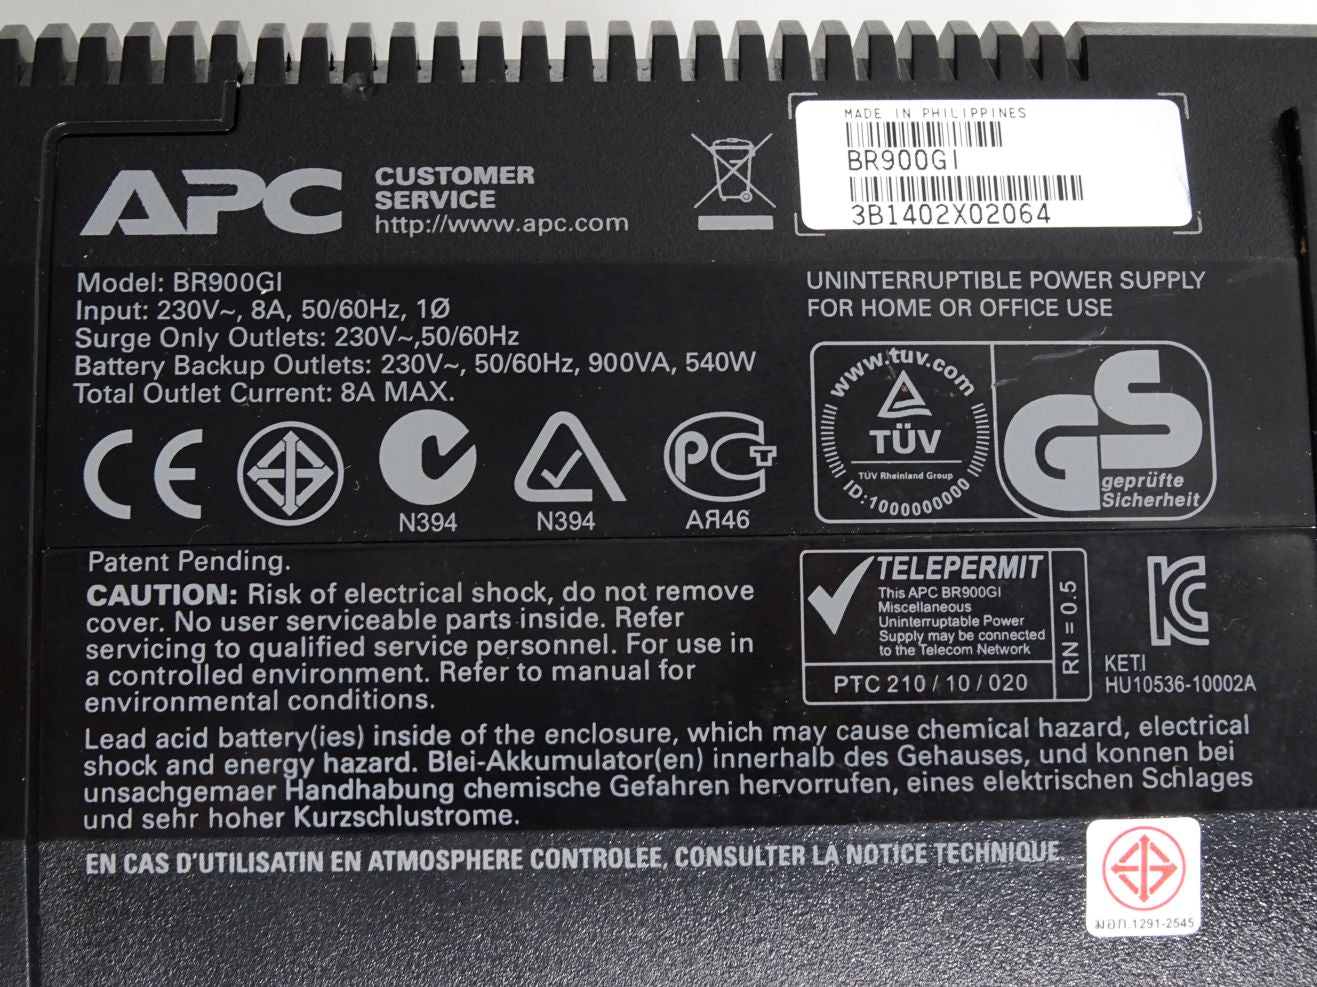 MADE IN PHILIPPINES
BR900GI
3B1402X02064
APC
CUSTOMER
SERVICE
http://www.apc.com
Model: BR900GI
Input: 230V~, 8A, 50/60Hz, 1Ø
Surge Only Outlets: 230V~,50/60Hz
Battery Backup Outlets: 230V~, 50/60Hz, 900VA, 540W
Total Outlet Current: 8A MAX.
UNINTERRUPTIBLE POWER SUPPLY
FOR HOME OR OFFICE USE
CE
N394
N394
РСТ
АЯ46
www.tuv.com
TÜV
TÜV Rheinland Group
ID:1000000000
GS
geprüfte
Sicherheit
Patent Pending.
CAUTION: Risk of electrical shock, do not remove
cover. No user serviceable parts inside. Refer
servicing to qualified service personnel. For use in
a controlled environment. Refer to manual for
environmental conditions.
TELEPERMIT
This APC BR900GI
Miscellaneous
Uninterruptable Power
Supply may be connected
to the Telecom Network
RN = 0.5
PTC 210 / 10 / 020
KC
KET.I
HU10536-10002A
Lead acid battery(ies) inside of the enclosure, which may cause chemical hazard, electrical
shock and energy hazard. Blei-Akkumulator(en) innerhalb des Gehauses, und konnen bei
unsachgemaer Handhabung chemische Gefahren hervorrufen, eines elektrischen Schlages
und sehr hoher Kurzschlustrome.
EN CAS D'UTILISATIN EN ATMOSPHERE CONTROLEE, CONSULTER LA NOTICE TECHNIQUE.
มอก.1291-2545